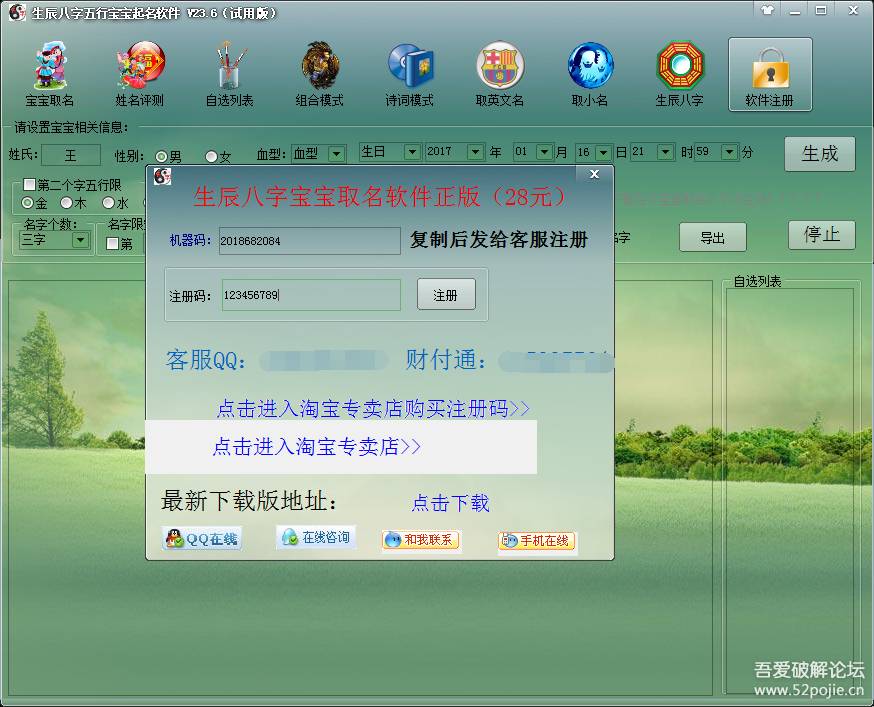 生辰八字五行宝宝起名软件 V23.6（试用版）
宝宝取名 姓名评测 自选列表 组合模式 诗词模式 取英文名 取小名 生辰八字 软件注册
请设置宝宝相关信息：
姓氏: 王 性别: 男 女 血型: 血型 生日 2017 年 01 月 16 日 21 时 59 分 生成
第二个字五行限
金 木 水
名字个数: 名字限
三字 第 名字 导出 停止
自选列表
生辰八字宝宝取名软件正版（28元）
机器码: 2018682084 复制后发给客服注册
注册码: 123456789 注册
客服QQ: 财付通:
点击进入淘宝专卖店购买注册码>>
点击进入淘宝专卖店>>
最新下载版地址: 点击下载
QQ在线 在线咨询 和我联系 手机在线
吾爱破解论坛
www.52pojie.cn